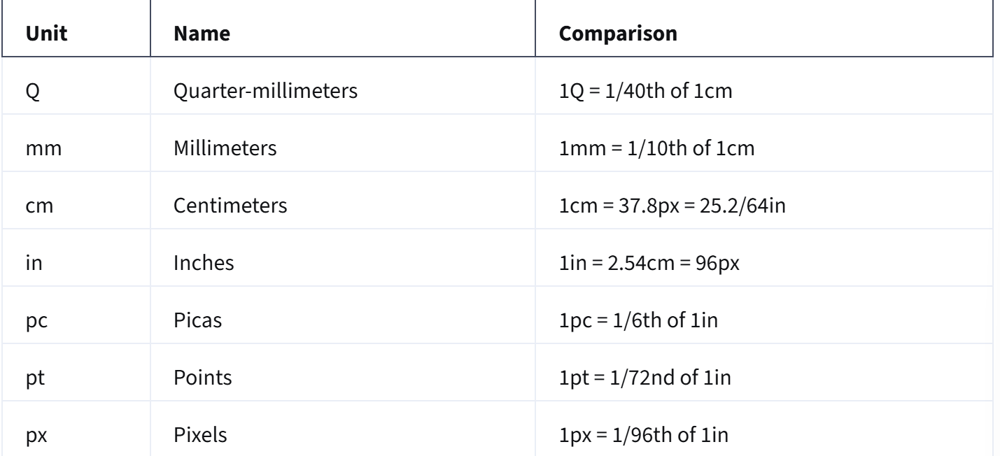 Unit Name Comparison
Q Quarter-millimeters 1Q = 1/40th of 1cm
mm Millimeters 1mm = 1/10th of 1cm
cm Centimeters 1cm = 37.8px = 25.2/64in
in Inches 1in = 2.54cm = 96px
pc Picas 1pc = 1/6th of 1in
pt Points 1pt = 1/72nd of 1in
px Pixels 1px = 1/96th of 1in